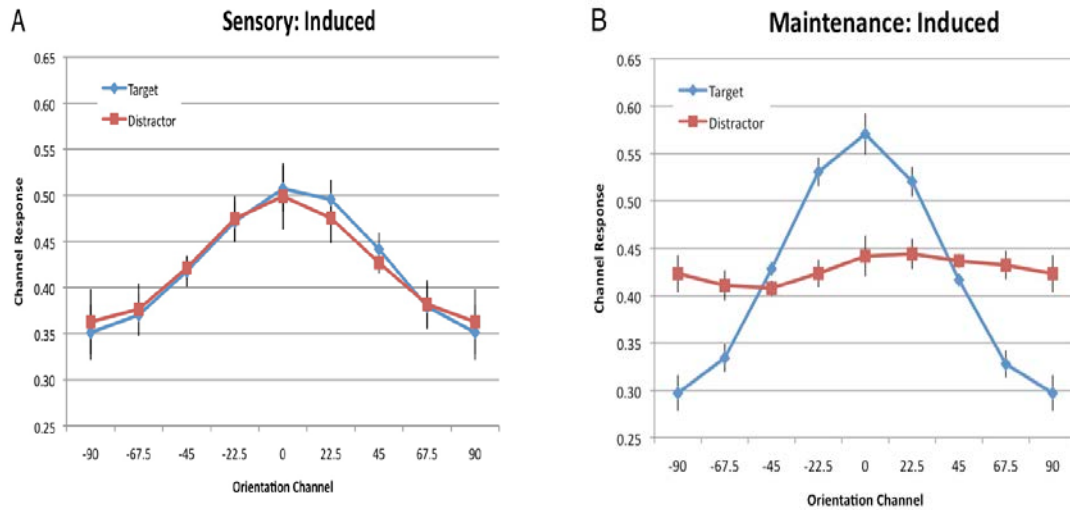 A
Sensory: Induced
0.65
0.60
0.55
0.50
0.45
0.40
0.35
0.30
0.25
Channel Response
Target
Distractor
-90 -67.5 -45 -22.5 0 22.5 45 67.5 90
Orientation Channel
B
Maintenance: Induced
0.65
0.60
0.55
0.50
0.45
0.40
0.35
0.30
0.25
Channel Response
Target
Distractor
-90 -67.5 -45 -22.5 0 22.5 45 67.5 90
Orientation Channel